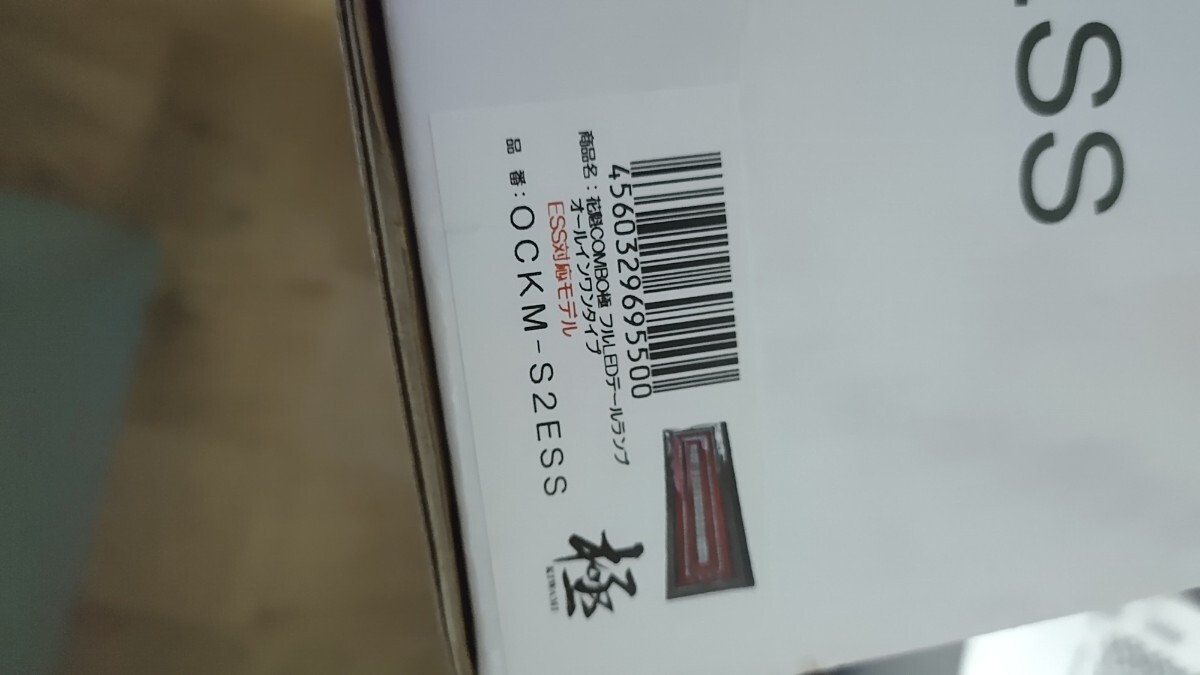 SS
4560329695500
商品名：花魁COMBO極 フルLEDテールランプ
オールインワンタイプ
ESS対応モデル
品 番：OCKM-S2ESS
極
KIWAMI